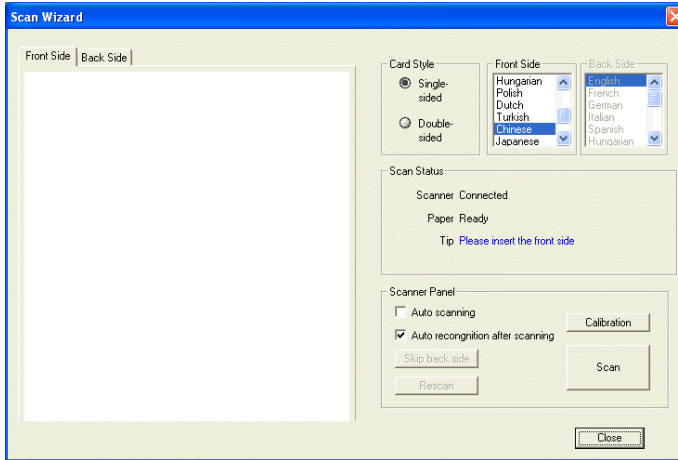 Scan Wizard
Front Side
Back Side
Card Style
Single-
sided
Double-
sided
Front Side
Hungarian
Polish
Dutch
Turkish
Chinese
Japanese
Back Side
English
French
German
Italian
Spanish
Hungarian
Scan Status
Scanner Connected
Paper Ready
Tip Please insert the front side
Scanner Panel
Auto scanning
Auto recongnition after scanning
Skip back side
Rescan
Calibration
Scan
Close